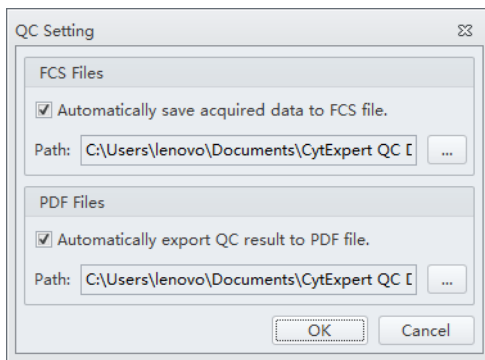 QC Setting
FCS Files
Automatically save acquired data to FCS file.
Path: C:\Users\lenovo\Documents\CytExpert QC
...
PDF Files
Automatically export QC result to PDF file.
Path: C:\Users\lenovo\Documents\CytExpert QC
...
OK Cancel